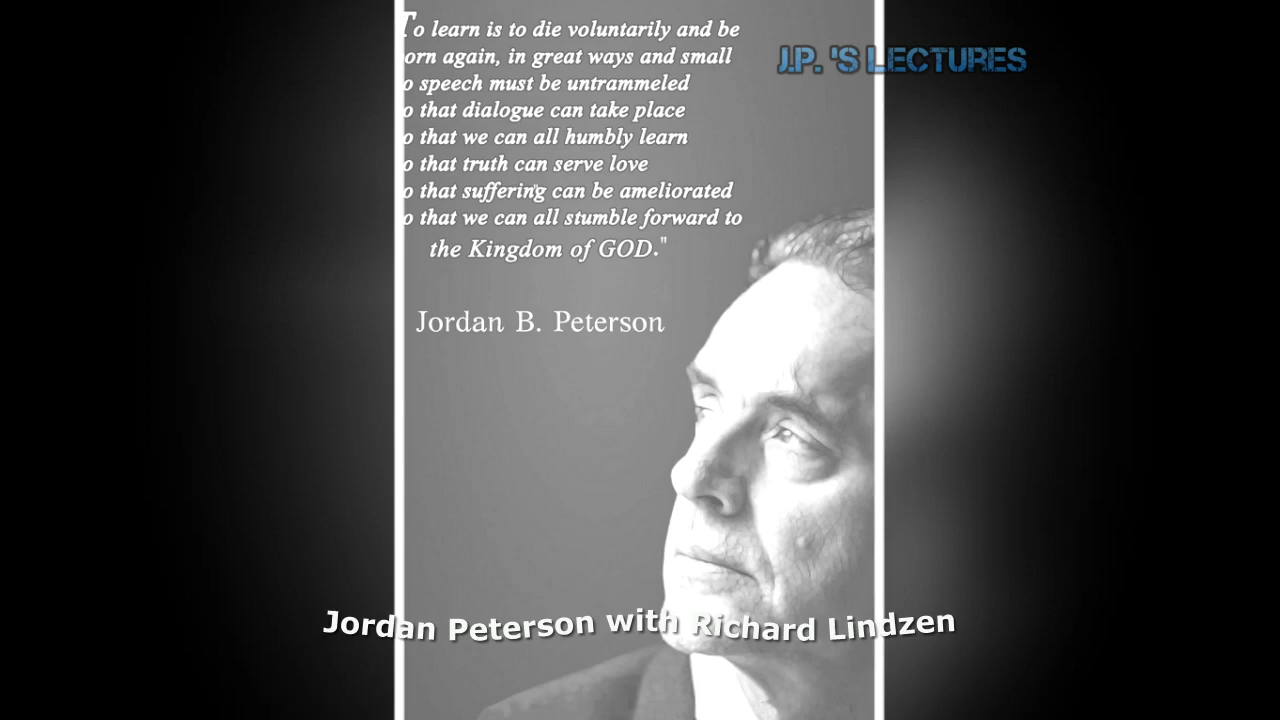 To learn is to die voluntarily and be
orn again, in great ways and small
o speech must be untrammeled
o that dialogue can take place
o that we can all humbly learn
o that truth can serve love
o that suffering can be ameliorated
o that we can all stumble forward to
the Kingdom of GOD."
Jordan B. Peterson
J.P. 'S LECTURES
Jordan Peterson with Richard Lindzen